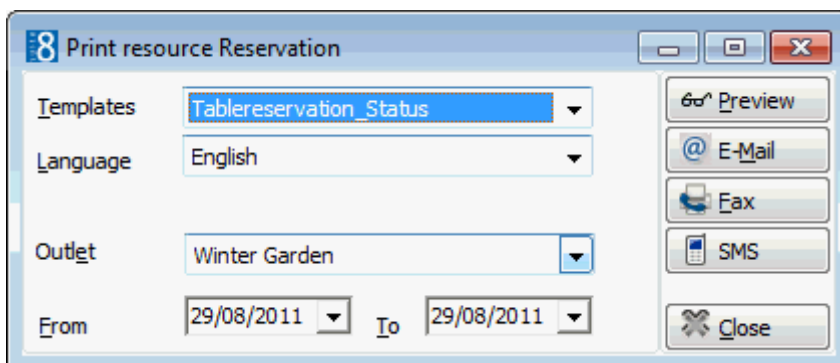 8 Print resource Reservation
Templates Tablereservation_Status
Language English
Outlet Winter Garden
From 29/08/2011 To 29/08/2011
Preview
@ E-Mail
Fax
SMS
Close